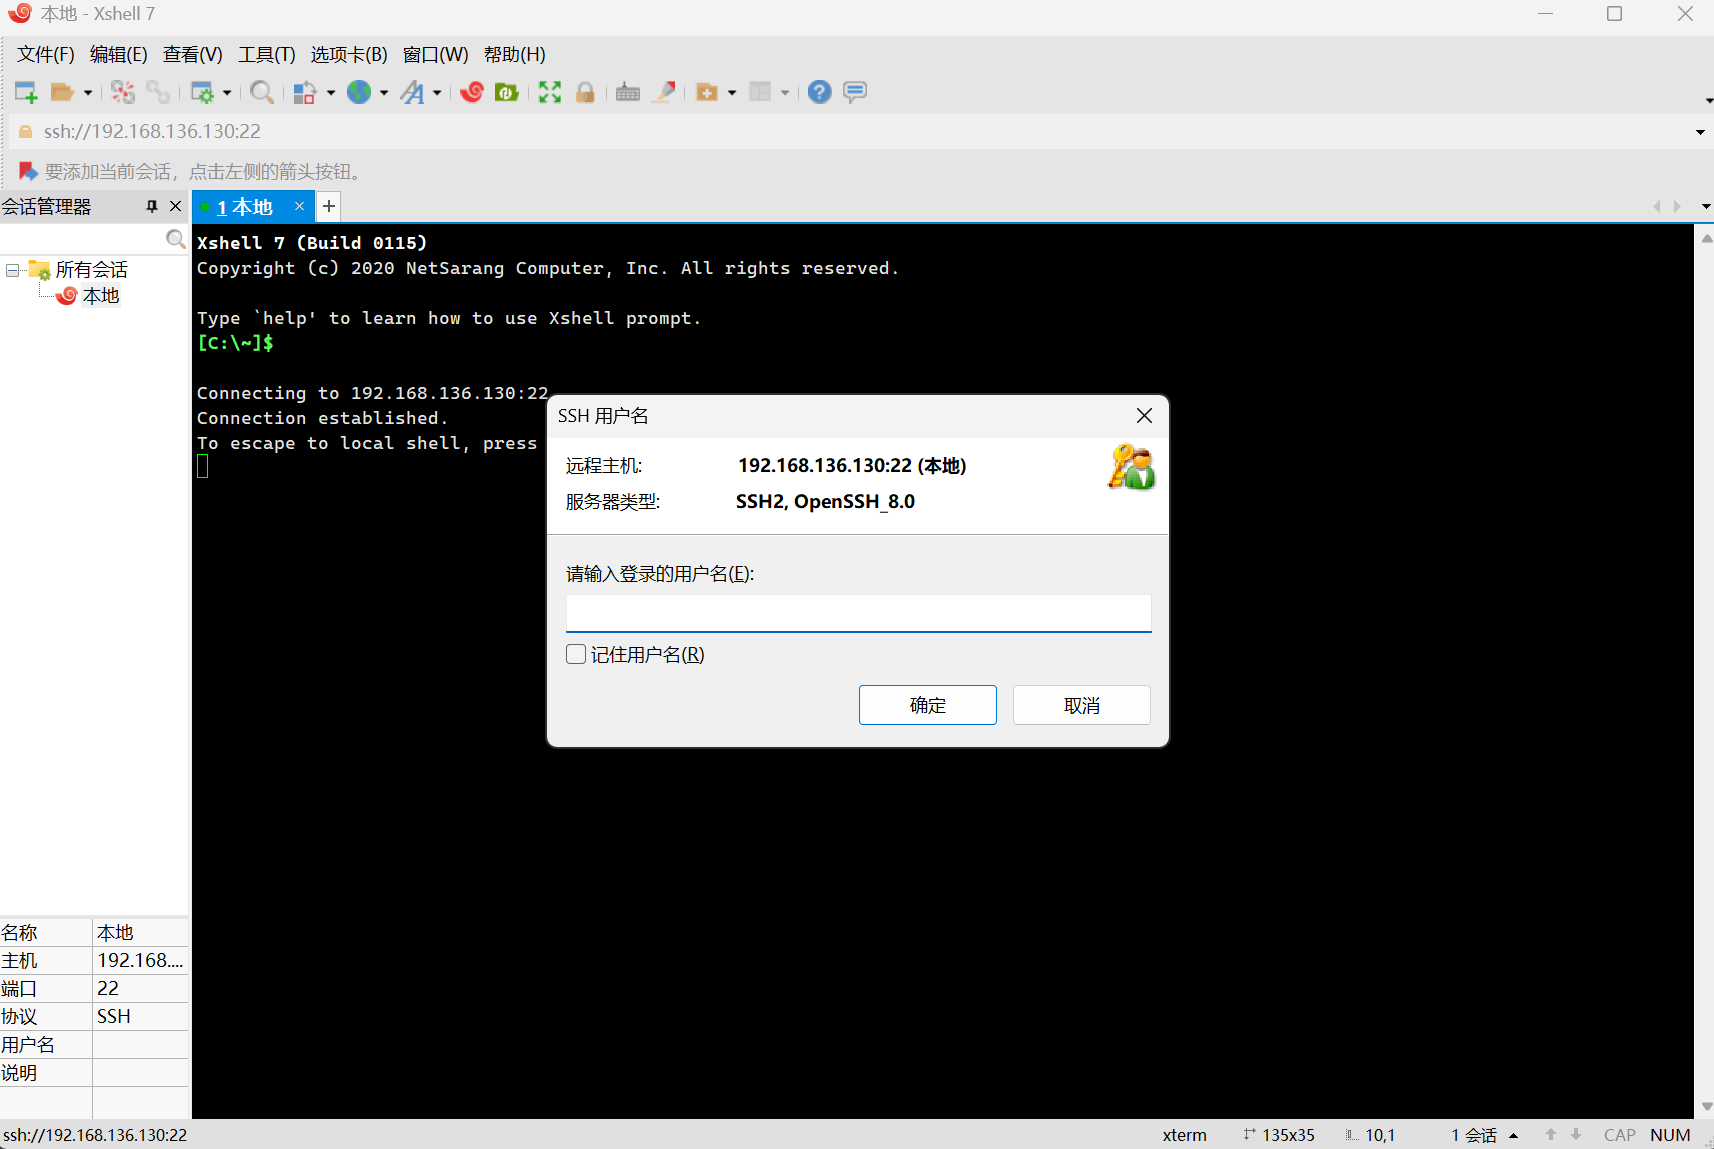 本地 - Xshell 7
文件(F) 编辑(E) 查看(V) 工具(T) 选项卡(B) 窗口(W) 帮助(H)
ssh://192.168.136.130:22
要添加当前会话，点击左侧的箭头按钮。
会话管理器
1 本地
所有会话
本地
Xshell 7 (Build 0115)
Copyright (c) 2020 NetSarang Computer, Inc. All rights reserved.
Type `help' to learn how to use Xshell prompt.
[C:\~]$
Connecting to 192.168.136.130:22
Connection established.
To escape to local shell, press
SSH 用户名
远程主机: 192.168.136.130:22 (本地)
服务器类型: SSH2, OpenSSH_8.0
请输入登录的用户名(E):
记住用户名(R)
确定 取消
名称 本地
主机 192.168....
端口 22
协议 SSH
用户名
说明
ssh://192.168.136.130:22 xterm 135x35 10,1 1 会话 CAP NUM